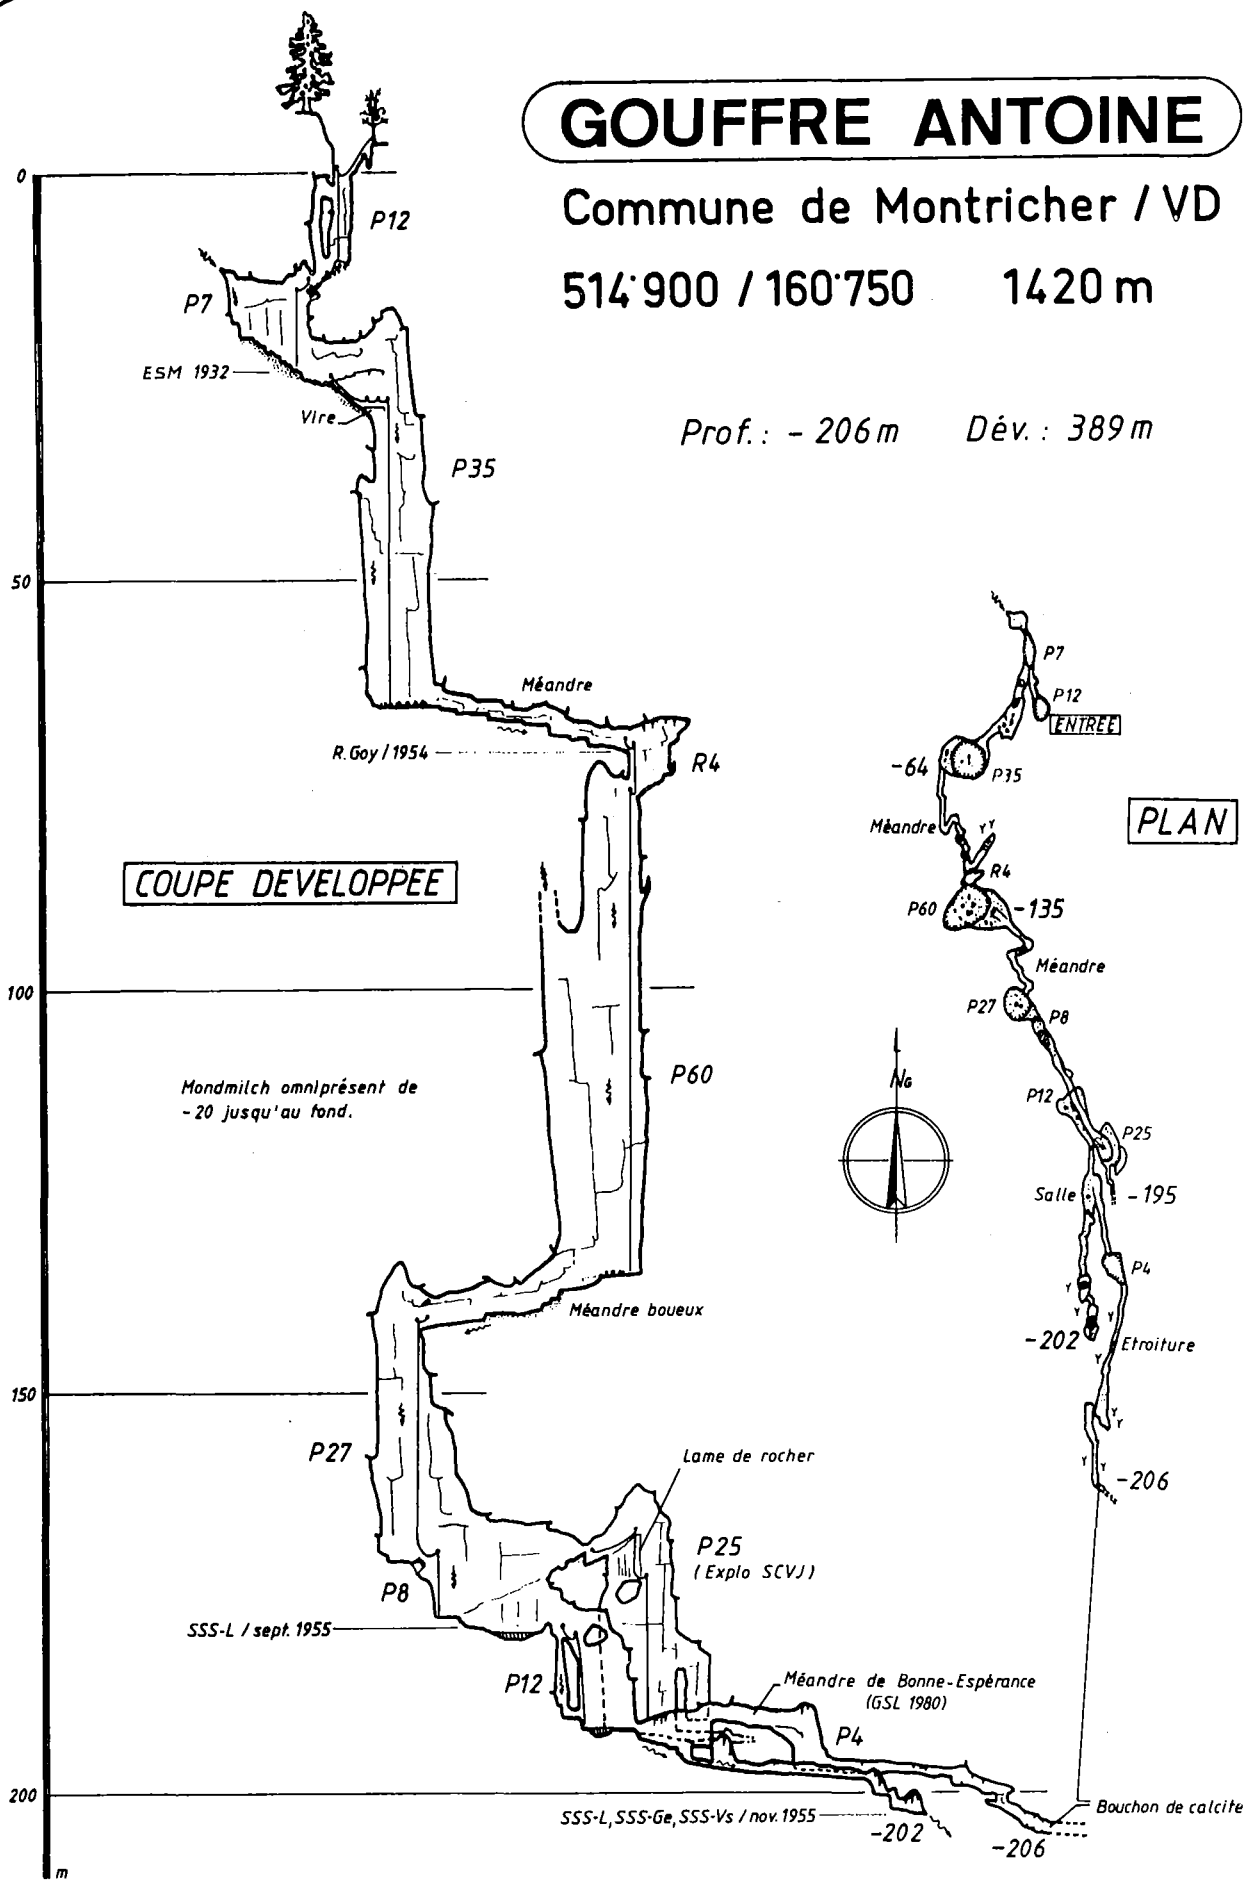 GOUFFRE ANTOINE
Commune de Montricher / VD
514'900 / 160'750 1420 m
Prof. : - 206 m Dév. : 389 m
0
P12
P7
ESM 1932
Vire
P35
50
Méandre
R. Goy / 1954
R4
COUPE DEVELOPPEE
100
P60
Mondmilch omniprésent de
- 20 jusqu'au fond.
Méandre boueux
150
P27
Lame de rocher
P25
(Explo SCVJ)
P8
SSS-L / sept. 1955
P12
Méandre de Bonne-Espérance
(GSL 1980)
P4
200
SSS-L, SSS-Ge, SSS-Vs / nov. 1955
-202
-206
Bouchon de calcite
m
PLAN
P7
P12
ENTREE
-64
P35
Méandre
R4
P60
-135
Méandre
P27
P8
NG
P12
P25
Salle
-195
P4
-202
Etroiture
-206